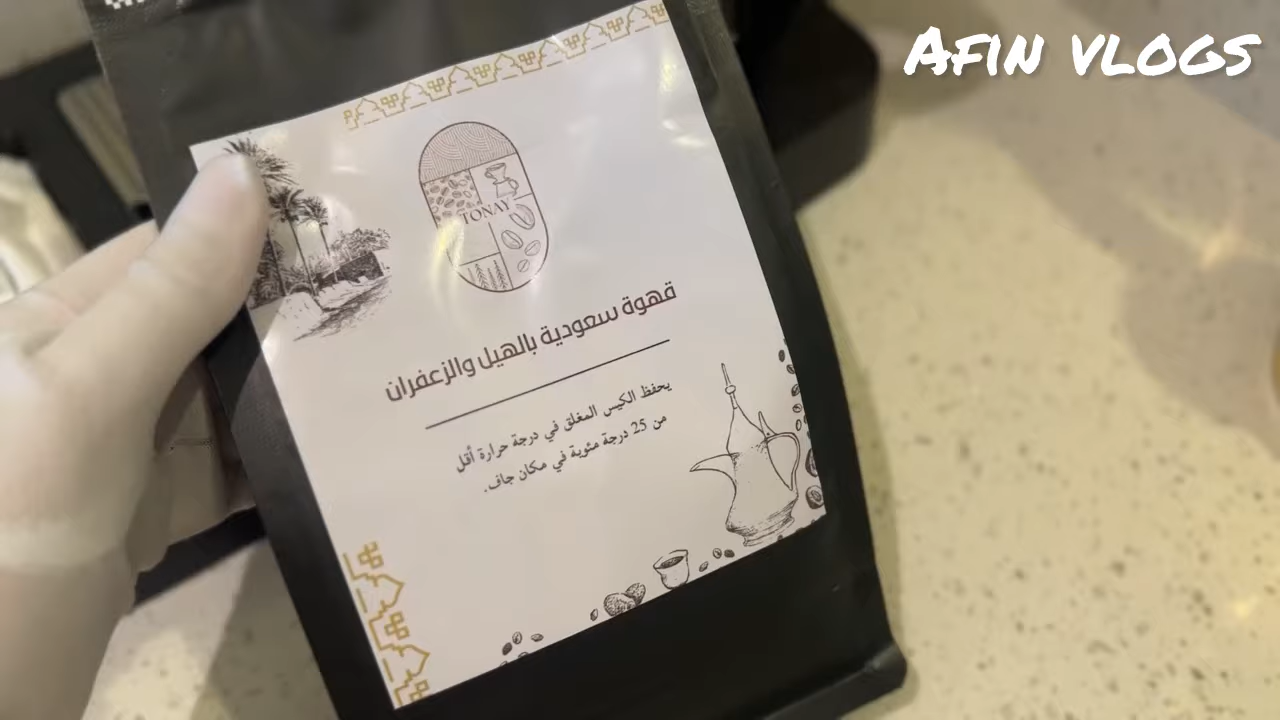 Afin vlogs
TONAY
قهوة سعودية بالهيل والزعفران
يحفظ الكيس المغلق في درجة حرارة أقل
من 25 درجة مئوية في مكان جاف.